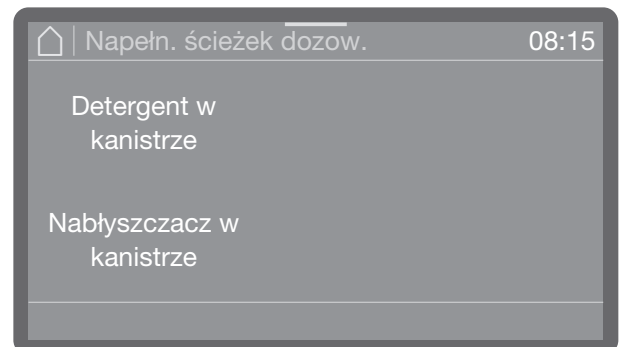 Napełn. ścieżek dozow. 08:15
Detergent w
kanistrze
Nabłyszczacz w
kanistrze